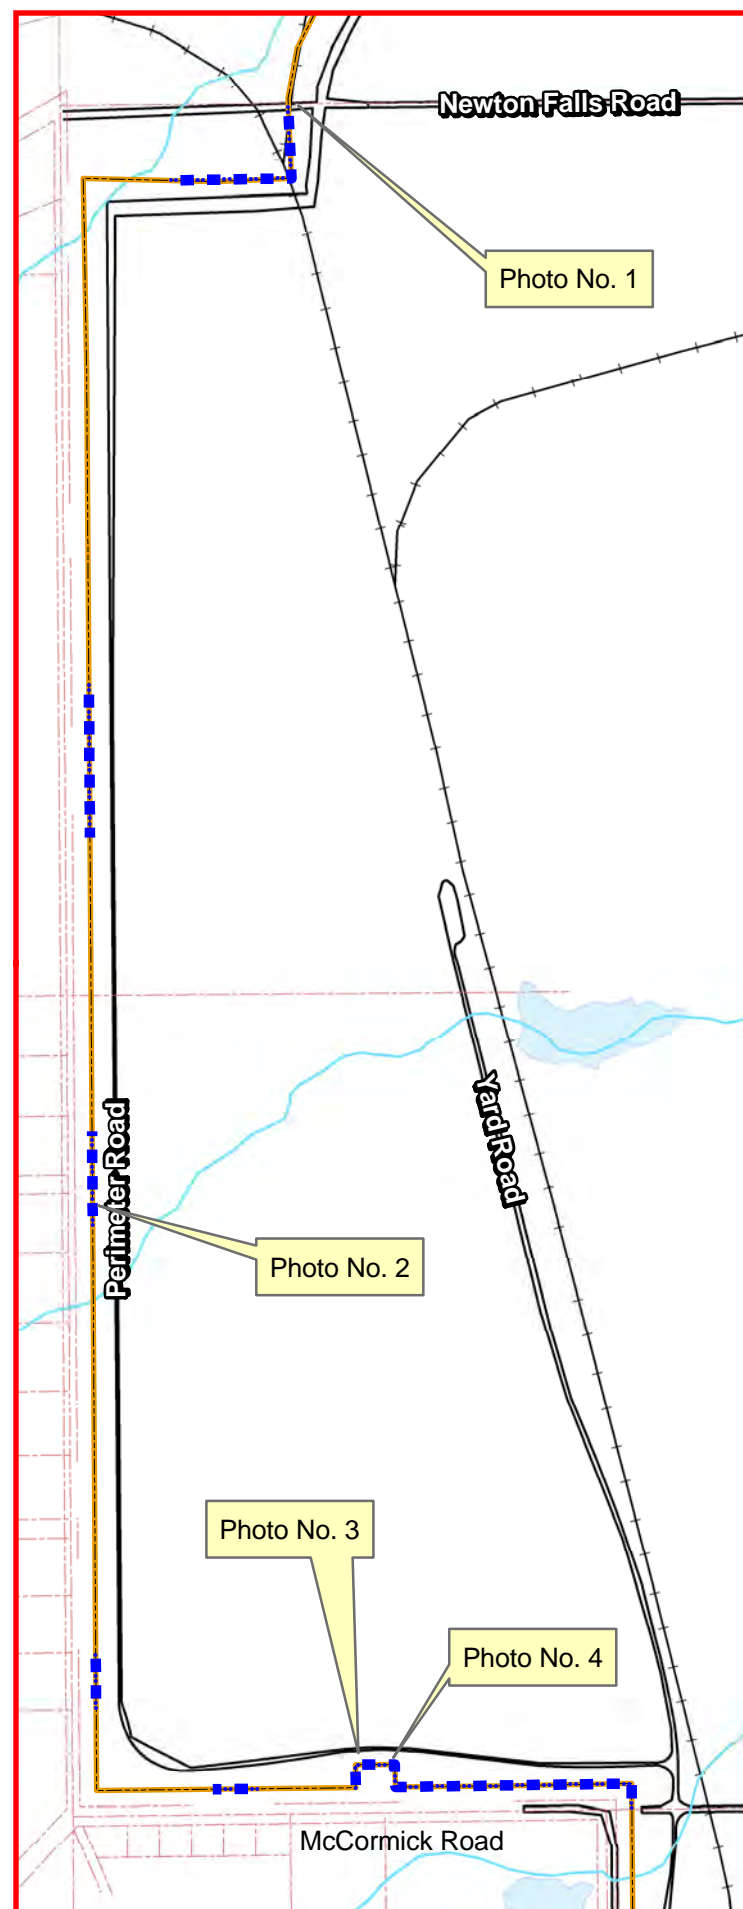 Newton Falls Road
Photo No. 1
Yard Road
Perimeter Road
Photo No. 2
Photo No. 3
Photo No. 4
McCormick Road